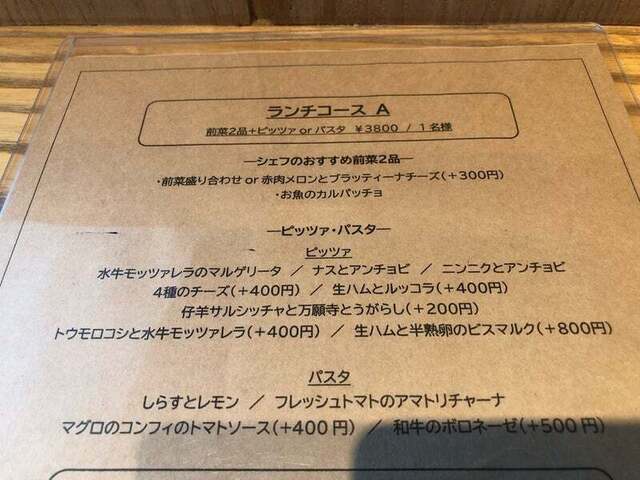 ランチコース A
前菜2品+ピッツァ or パスタ ¥3800 / 1名様
―シェフのおすすめ前菜2品―
・前菜盛り合わせ or 赤肉メロンとブラッティーナチーズ(+300円)
・お魚のカルパッチョ
―ピッツァ・パスタ―
ピッツァ
水牛モッツァレラのマルゲリータ ／ ナスとアンチョビ ／ ニンニクとアンチョビ
4種のチーズ(+400円) ／ 生ハムとルッコラ(+400円)
仔羊サルシッチャと万願寺とうがらし(+200円)
トウモロコシと水牛モッツァレラ(+400円) ／ 生ハムと半熟卵のビスマルク(+800円)
パスタ
しらすとレモン ／ フレッシュトマトのアマトリチャーナ
マグロのコンフィのトマトソース(+400円) ／ 和牛のボロネーゼ(+500円)